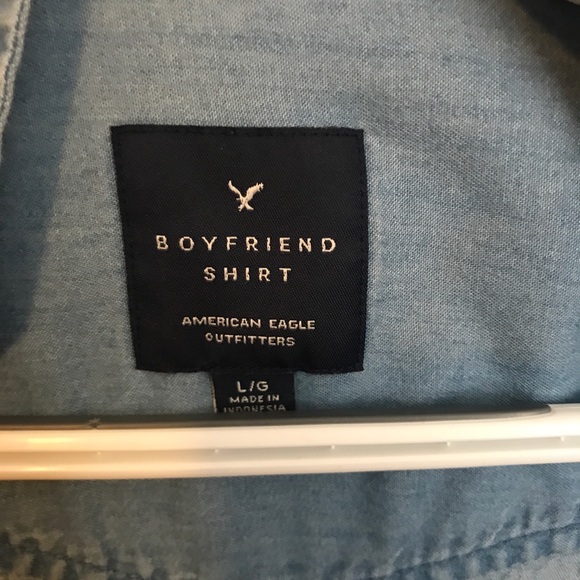 BOYFRIEND
SHIRT
AMERICAN EAGLE
OUTFITTERS
L/G
MADE IN
INDONESIA